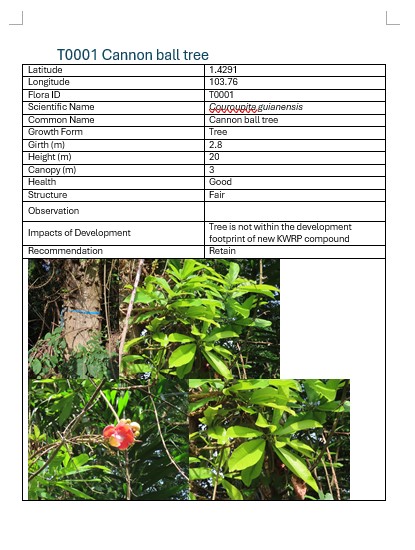 T0001 Cannon ball tree
Latitude 1.4291
Longitude 103.76
Flora ID T0001
Scientific Name Couroupita guianensis
Common Name Cannon ball tree
Growth Form Tree
Girth (m) 2.8
Height (m) 20
Canopy (m) 3
Health Good
Structure Fair
Observation
Impacts of Development Tree is not within the development
footprint of new KWRP compound
Recommendation Retain